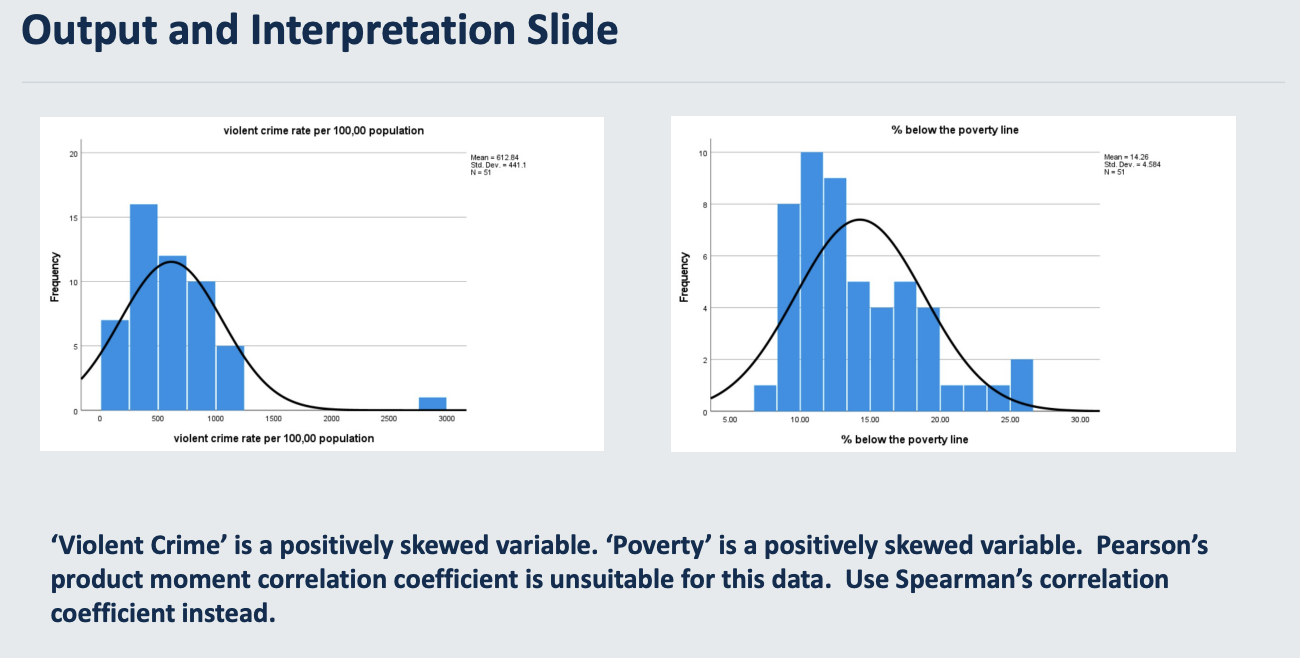 Output and Interpretation Slide
violent crime rate per 100,00 population
Mean = 612.84
Std. Dev. = 441.1
N = 51
20
15
10
5
0
Frequency
0 500 1000 1500 2000 2500 3000
violent crime rate per 100,00 population
% below the poverty line
Mean = 14.26
Std. Dev. = 4.584
N = 51
10
8
6
4
2
0
Frequency
5.00 10.00 15.00 20.00 25.00 30.00
% below the poverty line
‘Violent Crime’ is a positively skewed variable. ‘Poverty’ is a positively skewed variable. Pearson’s
product moment correlation coefficient is unsuitable for this data. Use Spearman’s correlation
coefficient instead.